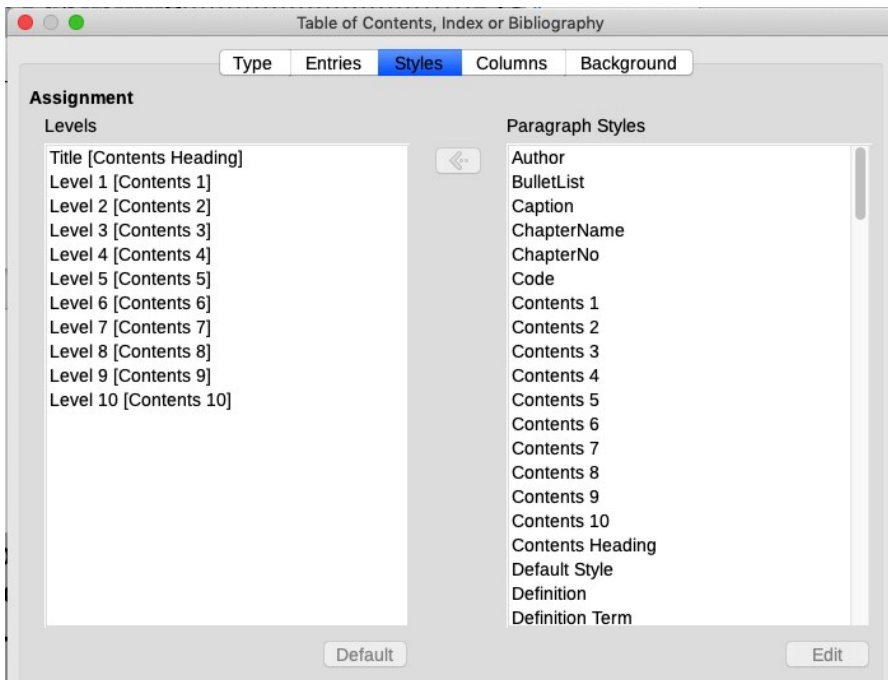 Table of Contents, Index or Bibliography
Type Entries Styles Columns Background
Assignment
Levels
Title [Contents Heading]
Level 1 [Contents 1]
Level 2 [Contents 2]
Level 3 [Contents 3]
Level 4 [Contents 4]
Level 5 [Contents 5]
Level 6 [Contents 6]
Level 7 [Contents 7]
Level 8 [Contents 8]
Level 9 [Contents 9]
Level 10 [Contents 10]
Default
Paragraph Styles
Author
BulletList
Caption
ChapterName
ChapterNo
Code
Contents 1
Contents 2
Contents 3
Contents 4
Contents 5
Contents 6
Contents 7
Contents 8
Contents 9
Contents 10
Contents Heading
Default Style
Definition
Definition Term
Edit